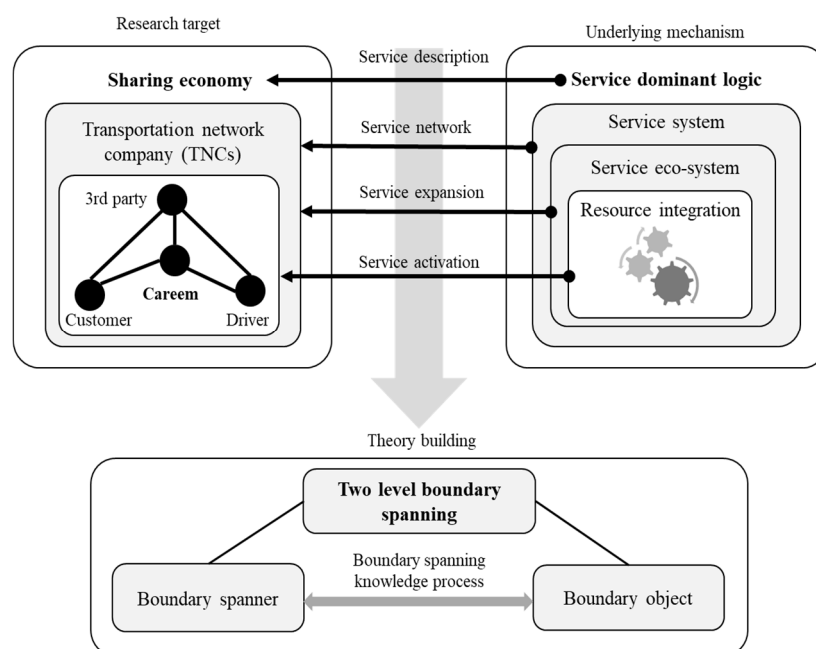 Research target
Underlying mechanism
Service description
Sharing economy
Service dominant logic
Transportation network
company (TNCs)
Service network
Service system
Service eco-system
3rd party
Service expansion
Resource integration
Service activation
Careem
Customer
Driver
Theory building
Two level boundary
spanning
Boundary spanning
knowledge process
Boundary spanner
Boundary object